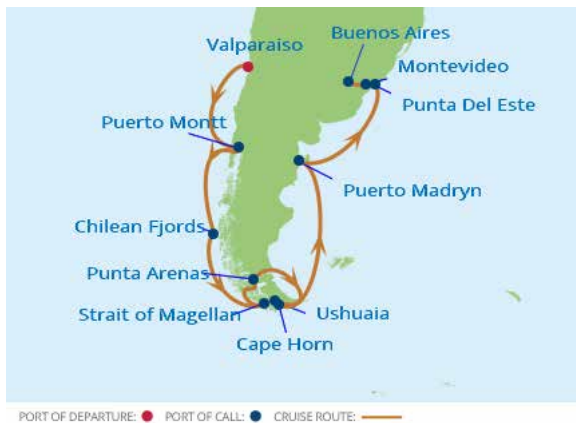 Buenos Aires
Valparaiso
Montevideo
Punta Del Este
Puerto Montt
Puerto Madryn
Chilean Fjords
Punta Arenas
Strait of Magellan
Ushuaia
Cape Horn
PORT OF DEPARTURE: PORT OF CALL: CRUISE ROUTE: